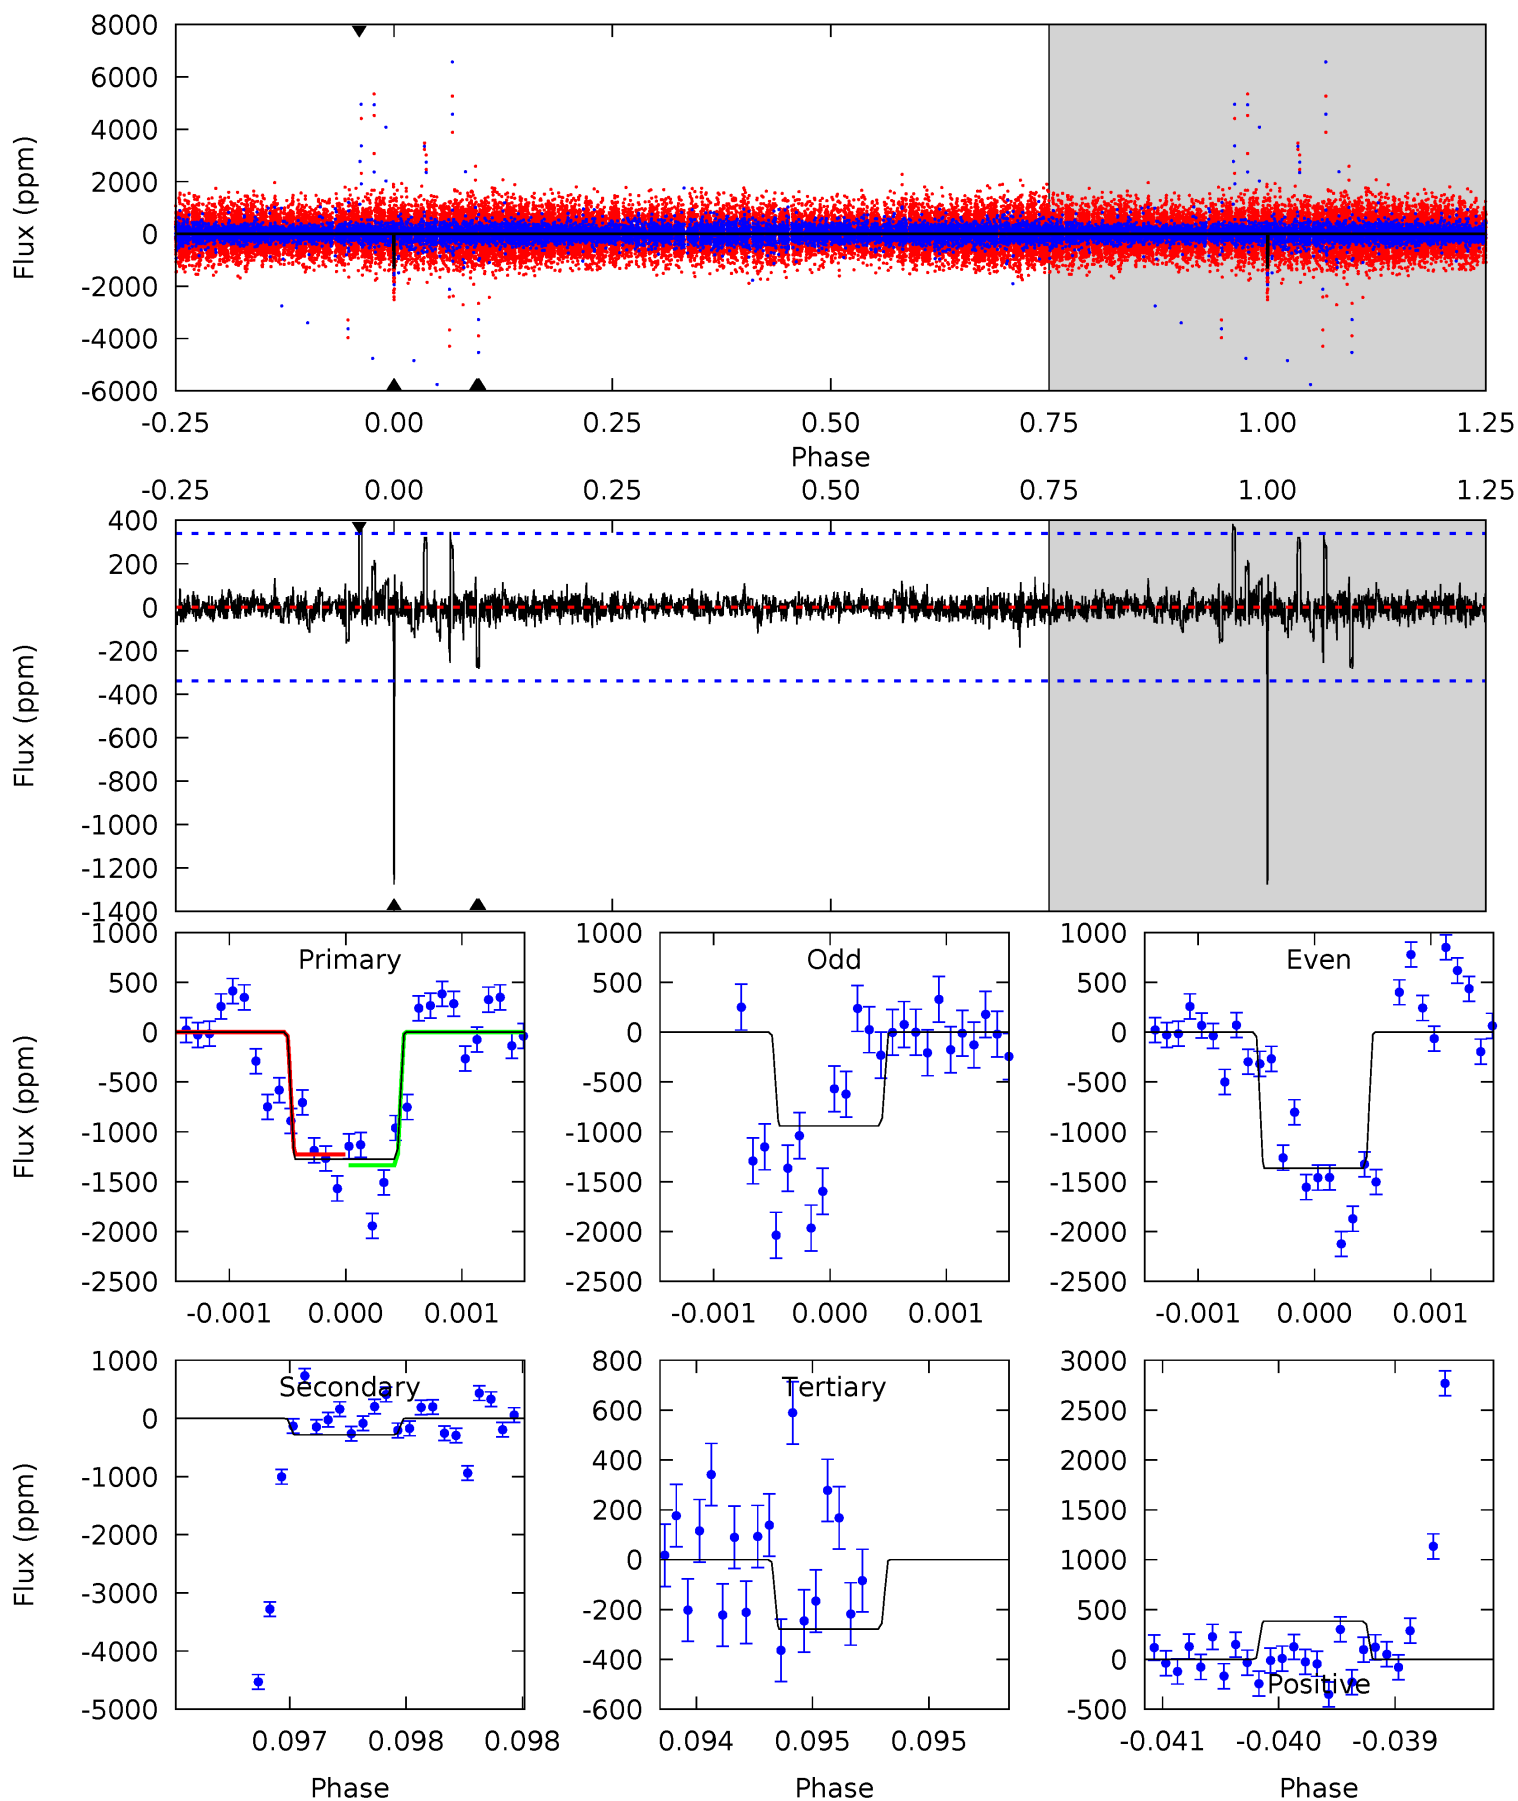 8000
6000
4000
2000
0
-2000
-4000
-6000
Flux (ppm)
-0.25 0.00 0.25 0.50 0.75 1.00 1.25
Phase
-0.25 0.00 0.25 0.50 0.75 1.00 1.25
400
200
0
-200
-400
-600
-800
-1000
-1200
-1400
Flux (ppm)
Primary
1000
500
0
-500
-1000
-1500
-2000
-2500
Flux (ppm)
-0.001 0.000 0.001
Odd
1000
500
0
-500
-1000
-1500
-2000
-2500
-0.001 0.000 0.001
Even
1000
500
0
-500
-1000
-1500
-2000
-2500
-0.001 0.000 0.001
Secondary
1000
0
-1000
-2000
-3000
-4000
-5000
Flux (ppm)
0.097 0.098 0.098
Phase
Tertiary
800
600
400
200
0
-200
-400
-600
0.094 0.095 0.095
Phase
Positive
3000
2500
2000
1500
1000
500
0
-500
-0.041 -0.040 -0.039
Phase